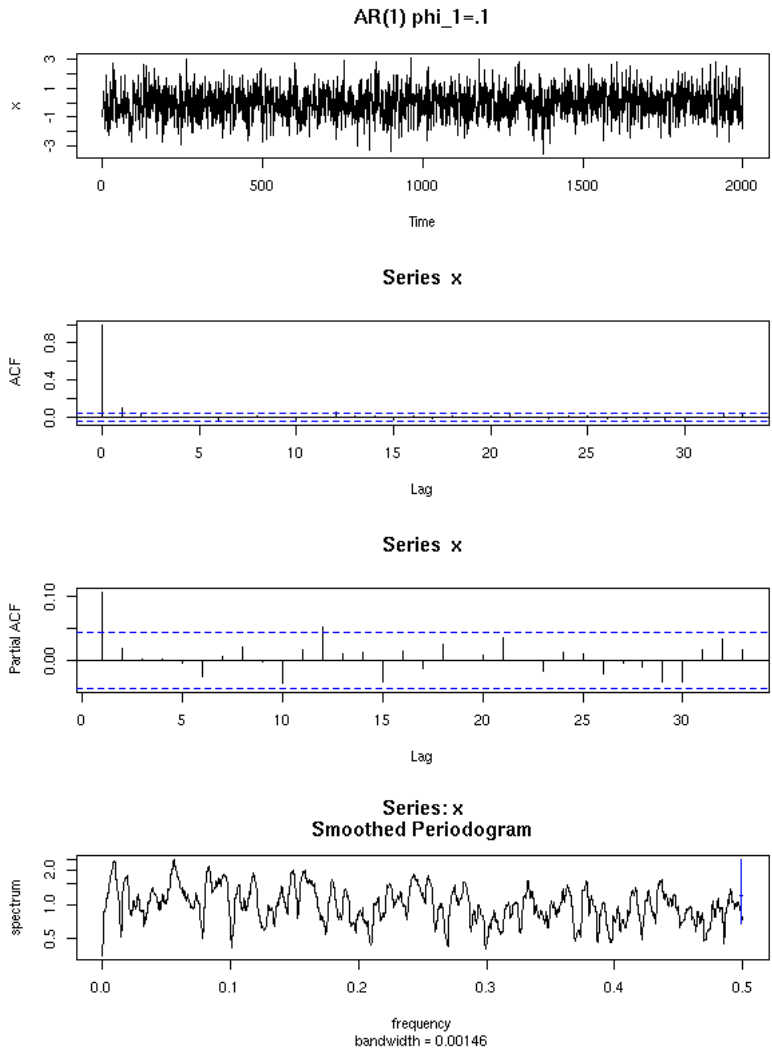 AR(1) phi_1=.1
3
1
-1
-3
x
0 500 1000 1500 2000
Time
Series x
0.8
0.4
0.0
ACF
0 5 10 15 20 25 30
Lag
Series x
0.10
0.00
Partial ACF
0 5 10 15 20 25 30
Lag
Series: x
Smoothed Periodogram
2.0
1.0
0.5
spectrum
0.0 0.1 0.2 0.3 0.4 0.5
frequency
bandwidth = 0.00146